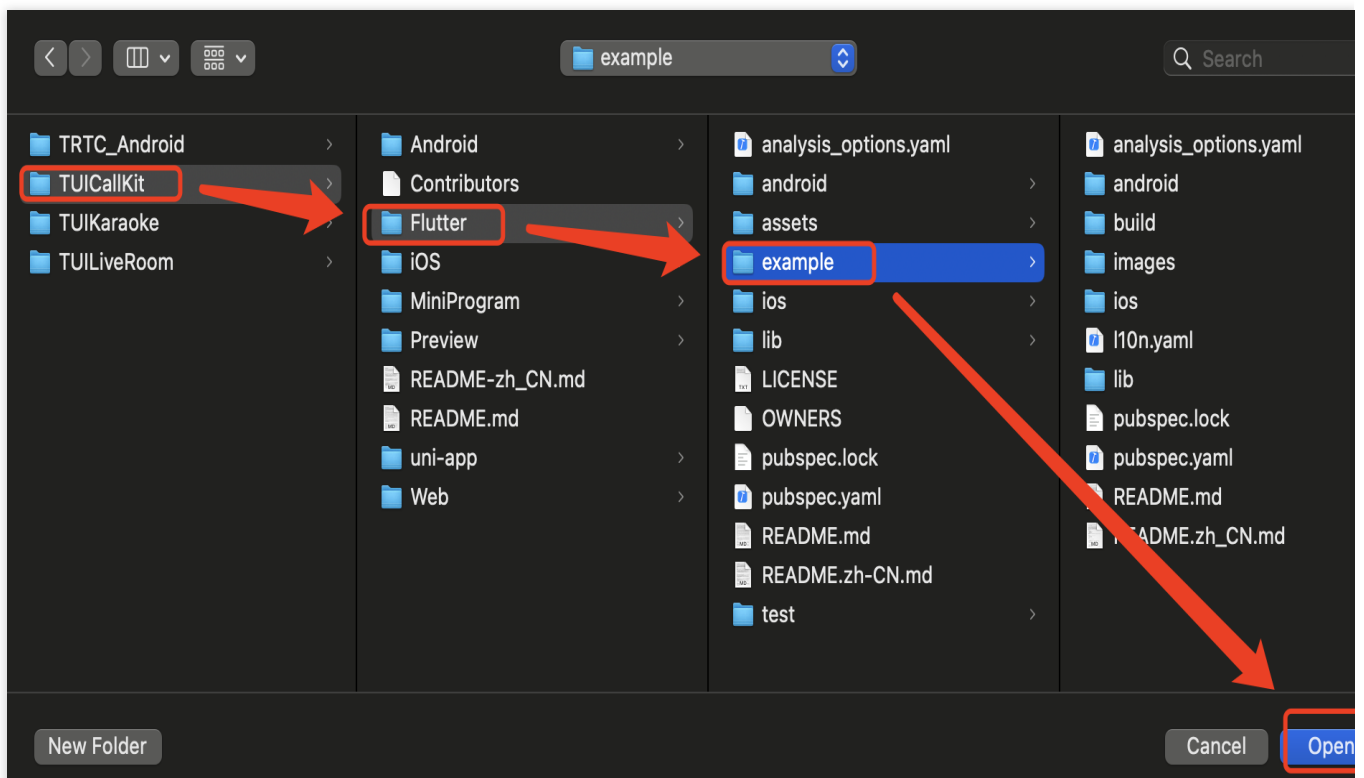 example
Search
TRTC_Android
TUICallKit
TUIKaraoke
TUILiveRoom
Android
Contributors
Flutter
iOS
MiniProgram
Preview
README-zh_CN.md
README.md
uni-app
Web
analysis_options.yaml
android
assets
example
ios
lib
LICENSE
OWNERS
pubspec.lock
pubspec.yaml
README.md
README.zh-CN.md
test
analysis_options.yaml
android
build
images
ios
l10n.yaml
lib
pubspec.lock
pubspec.yaml
README.md
README.zh_CN.md
New Folder
Cancel
Open